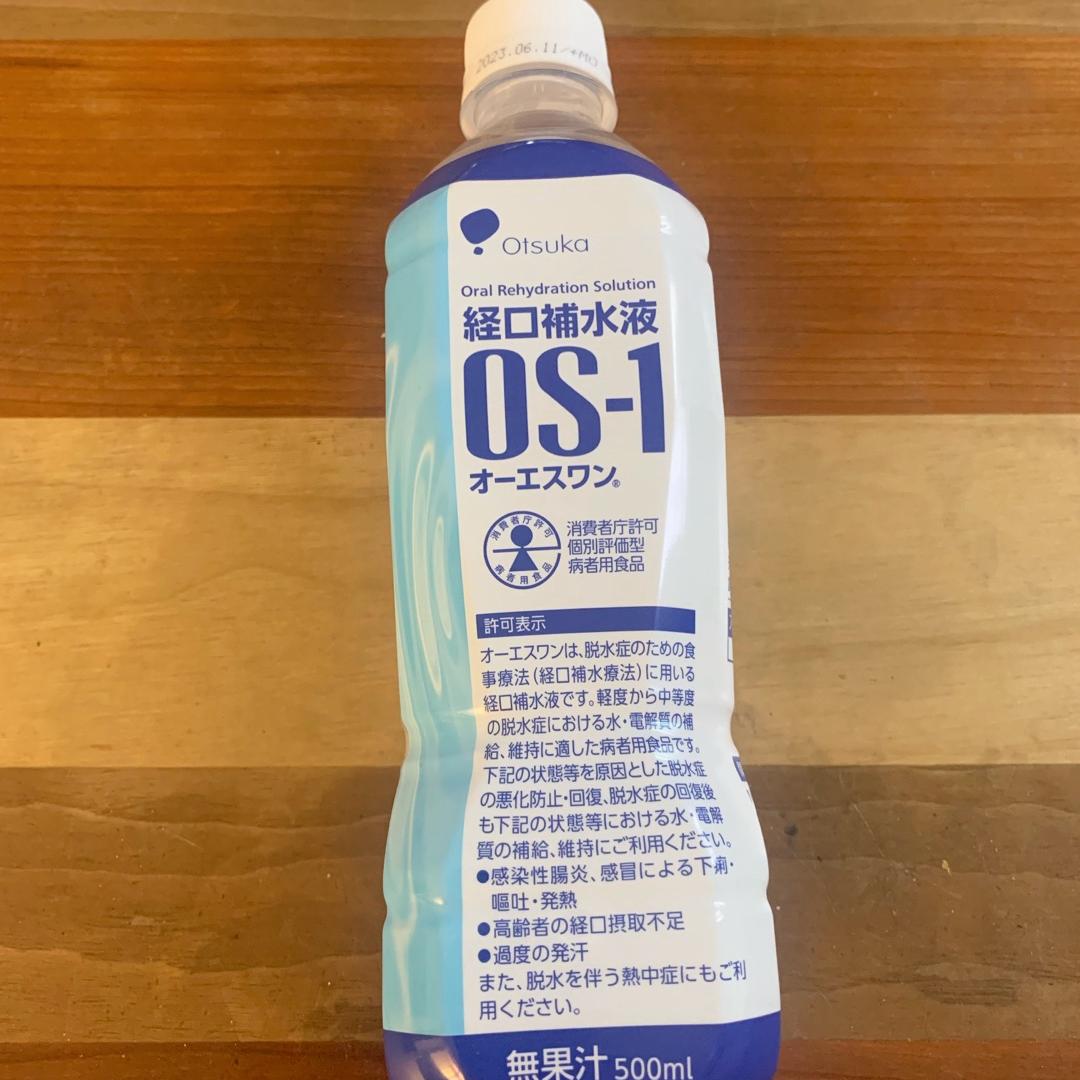 2023.06.11/+MO
Otsuka
Oral Rehydration Solution
経口補水液
OS-1
オーエスワン®
消費者庁許可
病者用食品
消費者庁許可
個別評価型
病者用食品
許可表示
オーエスワンは、脱水症のための食
事療法(経口補水療法)に用いる
経口補水液です。軽度から中等度
の脱水症における水・電解質の補
給、維持に適した病者用食品です。
下記の状態等を原因とした脱水症
の悪化防止・回復、脱水症の回復後
も下記の状態等における水・電解
質の補給、維持にご利用ください。
●感染性腸炎、感冒による下痢・
嘔吐・発熱
●高齢者の経口摂取不足
●過度の発汗
また、脱水を伴う熱中症にもご利
用ください。
無果汁 500ml